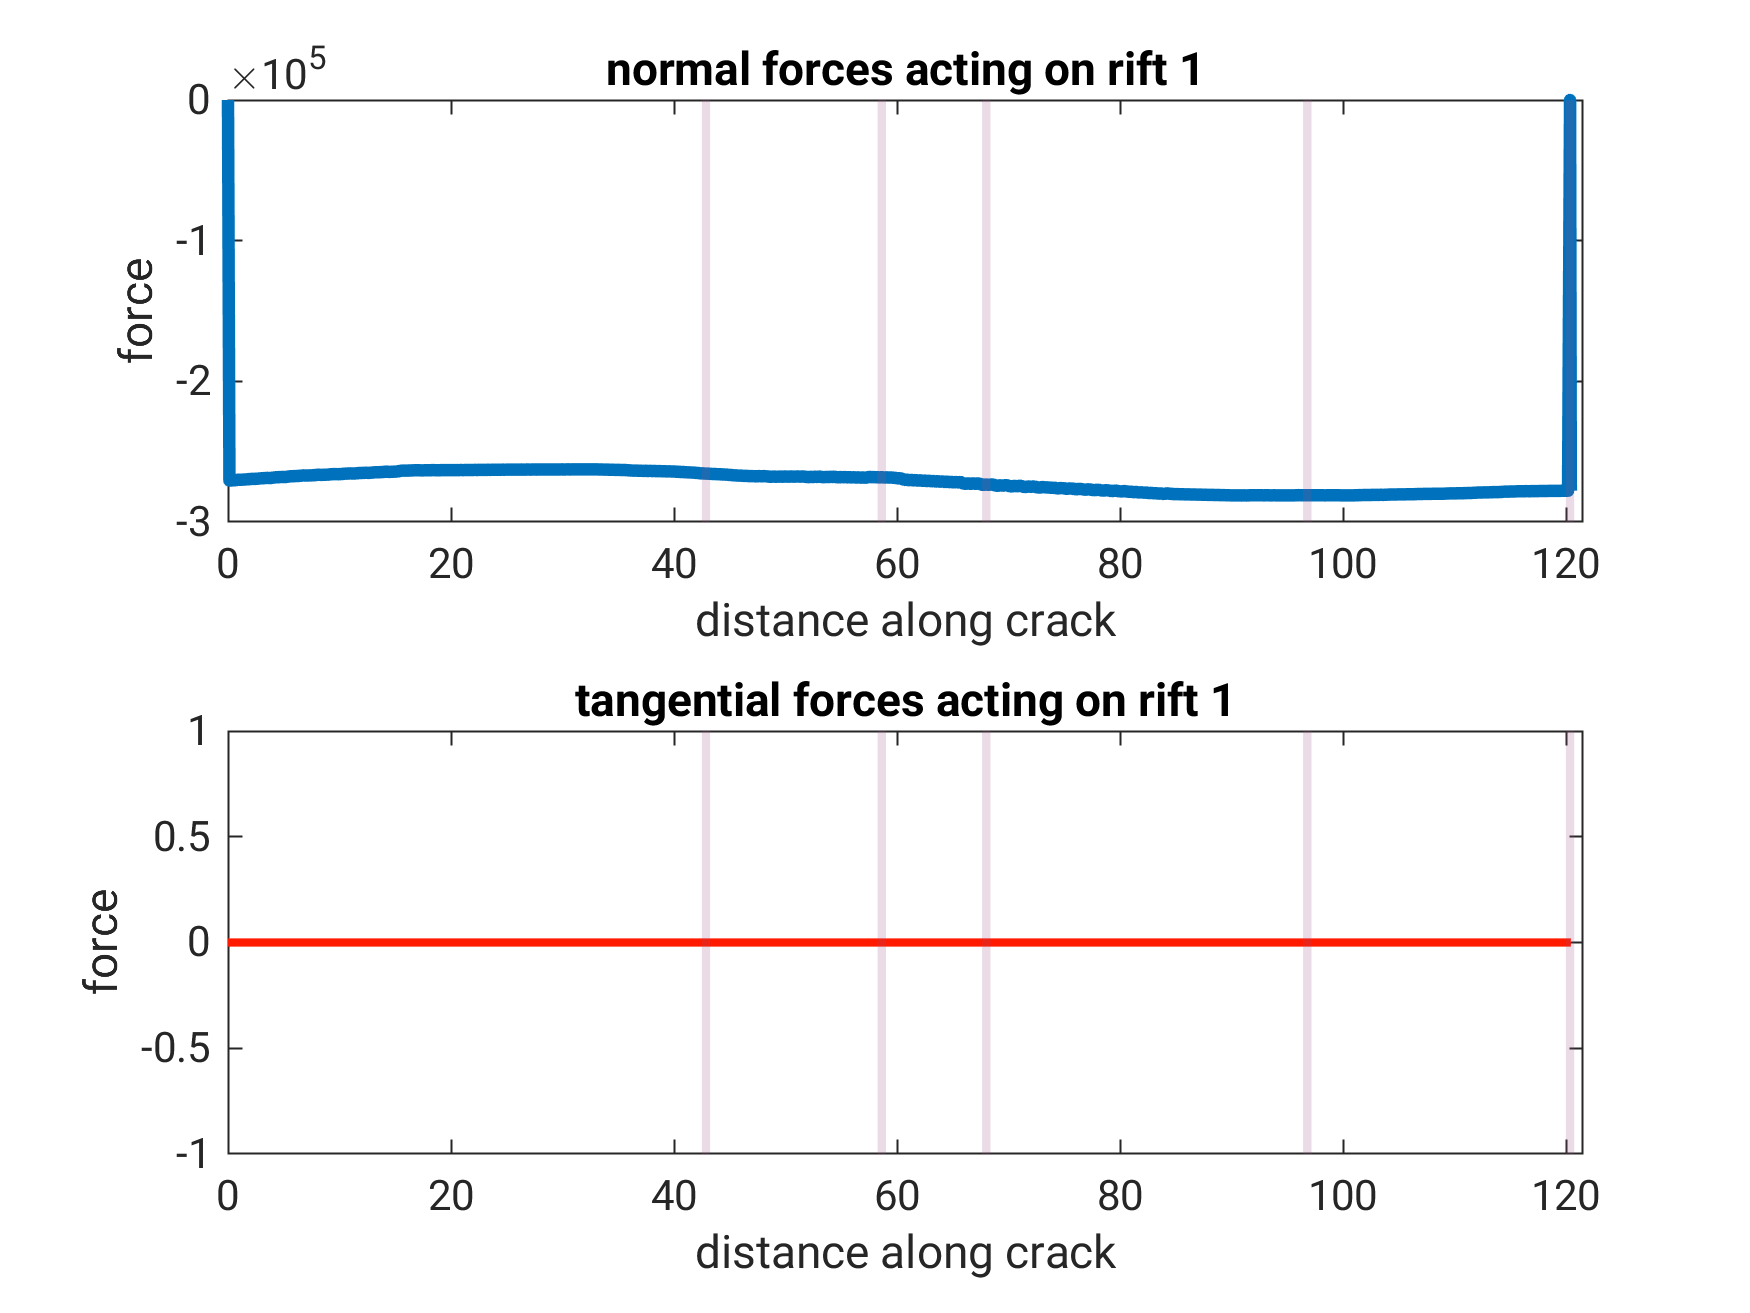 ×10⁵
normal forces acting on rift 1
0
-1
-2
-3
force
0 20 40 60 80 100 120
distance along crack
tangential forces acting on rift 1
1
0.5
0
-0.5
-1
force
0 20 40 60 80 100 120
distance along crack